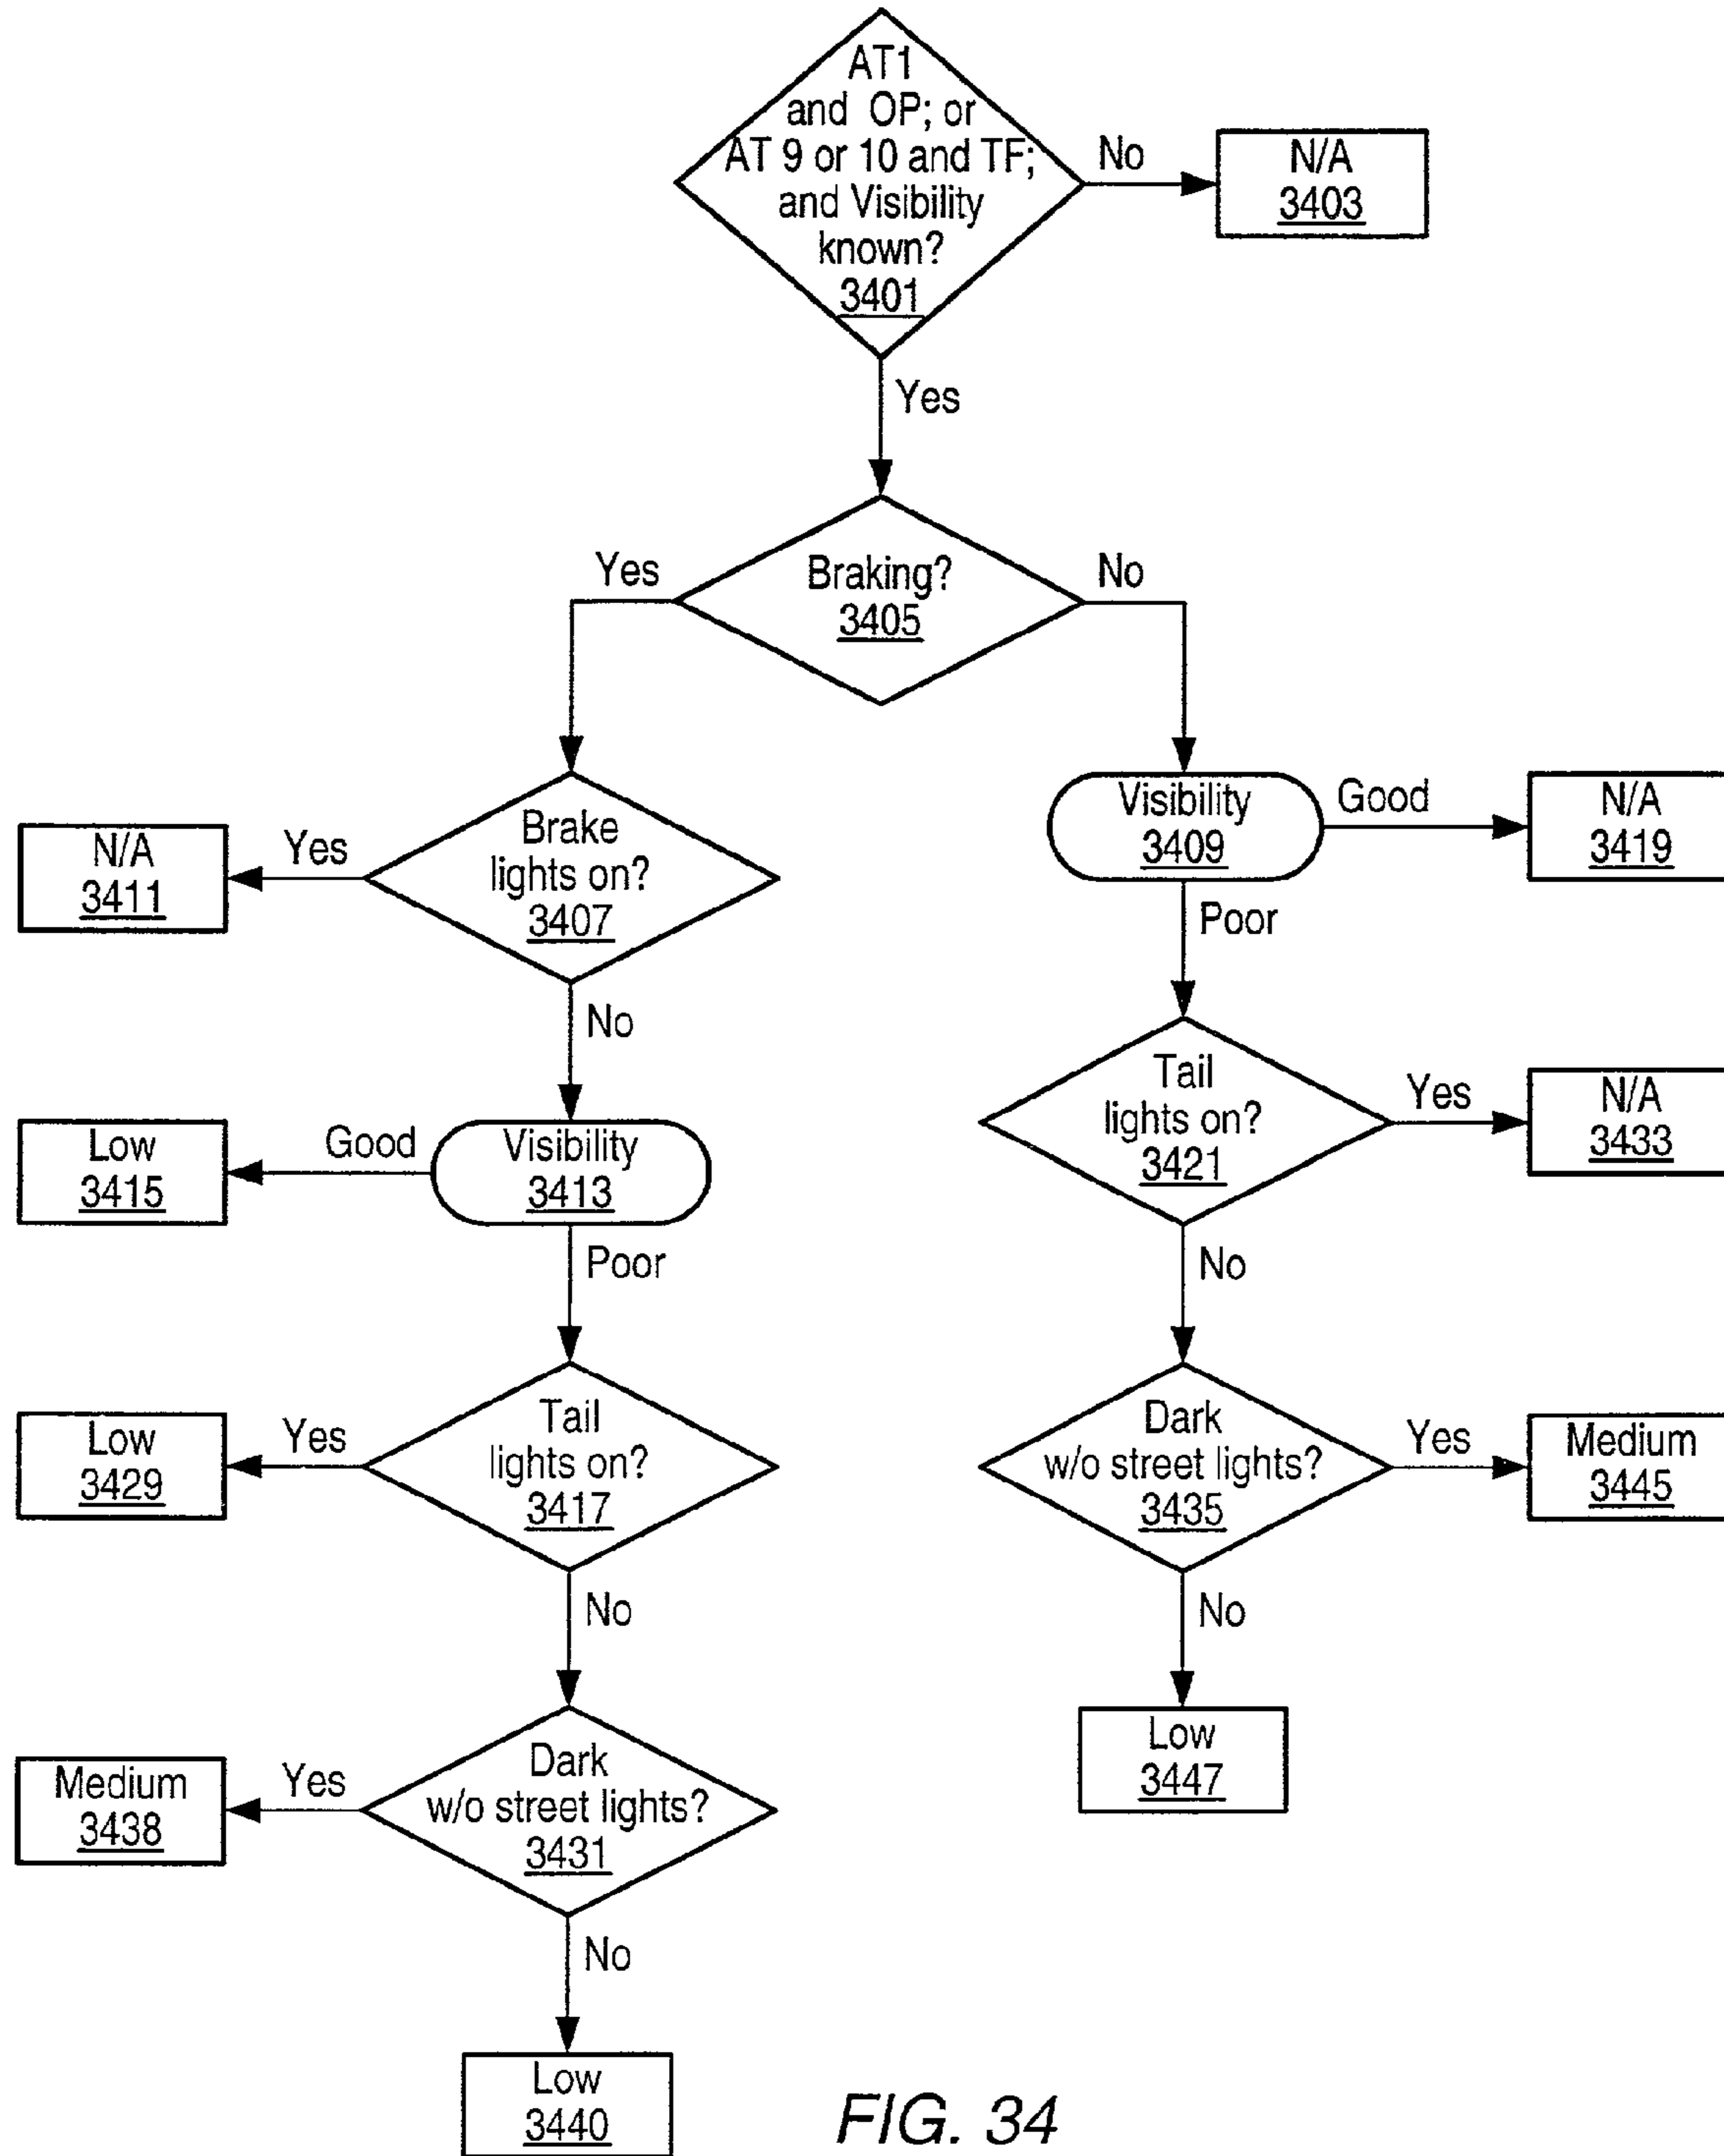 AT1
and OP; or
AT 9 or 10 and TF;
and Visibility
known?
3401
No
N/A
3403
Yes
Braking?
3405
Yes
No
Brake
lights on?
3407
Yes
N/A
3411
No
Visibility
3409
Good
N/A
3419
Poor
Visibility
3413
Good
Low
3415
Poor
Tail
lights on?
3421
Yes
N/A
3433
No
Tail
lights on?
3417
Yes
Low
3429
No
Dark
w/o street lights?
3435
Yes
Medium
3445
No
Low
3447
Dark
w/o street lights?
3431
Yes
Medium
3438
No
Low
3440
FIG. 34